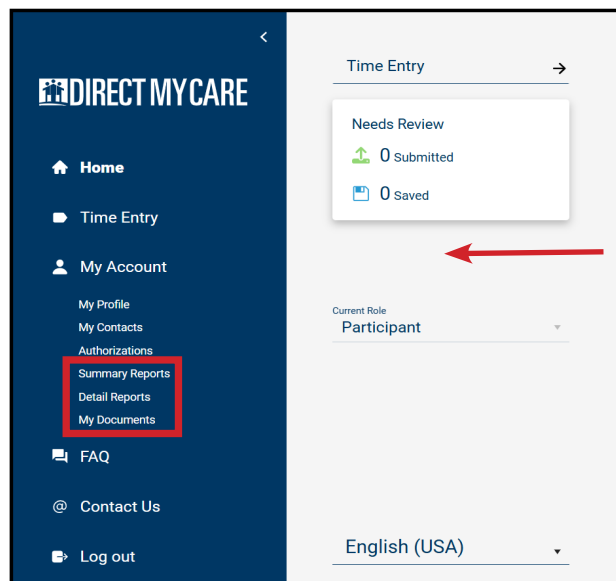 DIRECT MY CARE
Home
Time Entry
My Account
My Profile
My Contacts
Authorizations
Summary Reports
Detail Reports
My Documents
FAQ
@ Contact Us
Log out
Time Entry
Needs Review
0 Submitted
0 Saved
Current Role
Participant
English (USA)